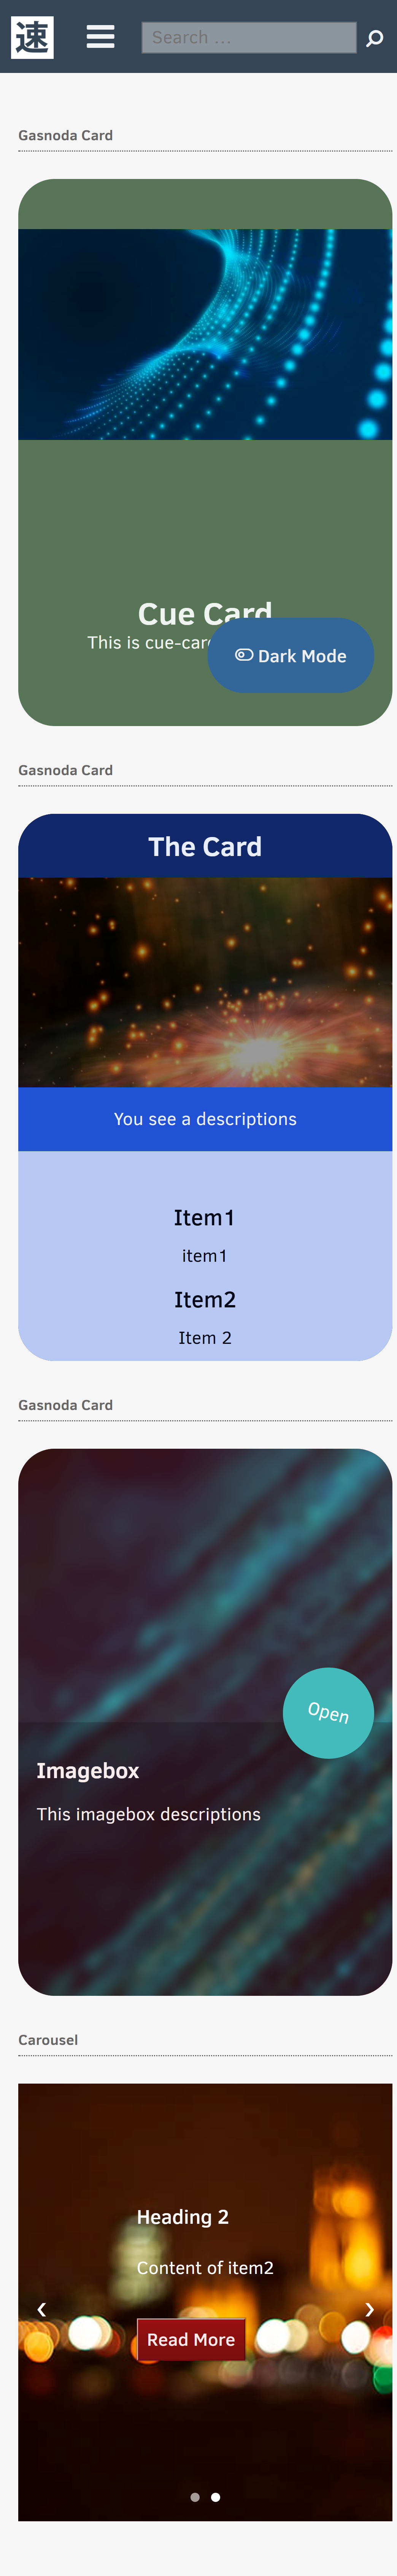 速
Search ...
Gasnoda Card
Cue Card
This is cue-card
Dark Mode
Gasnoda Card
The Card
You see a descriptions
Item1
item1
Item2
Item 2
Gasnoda Card
Open
Imagebox
This imagebox descriptions
Carousel
Heading 2
Content of item2
Read More